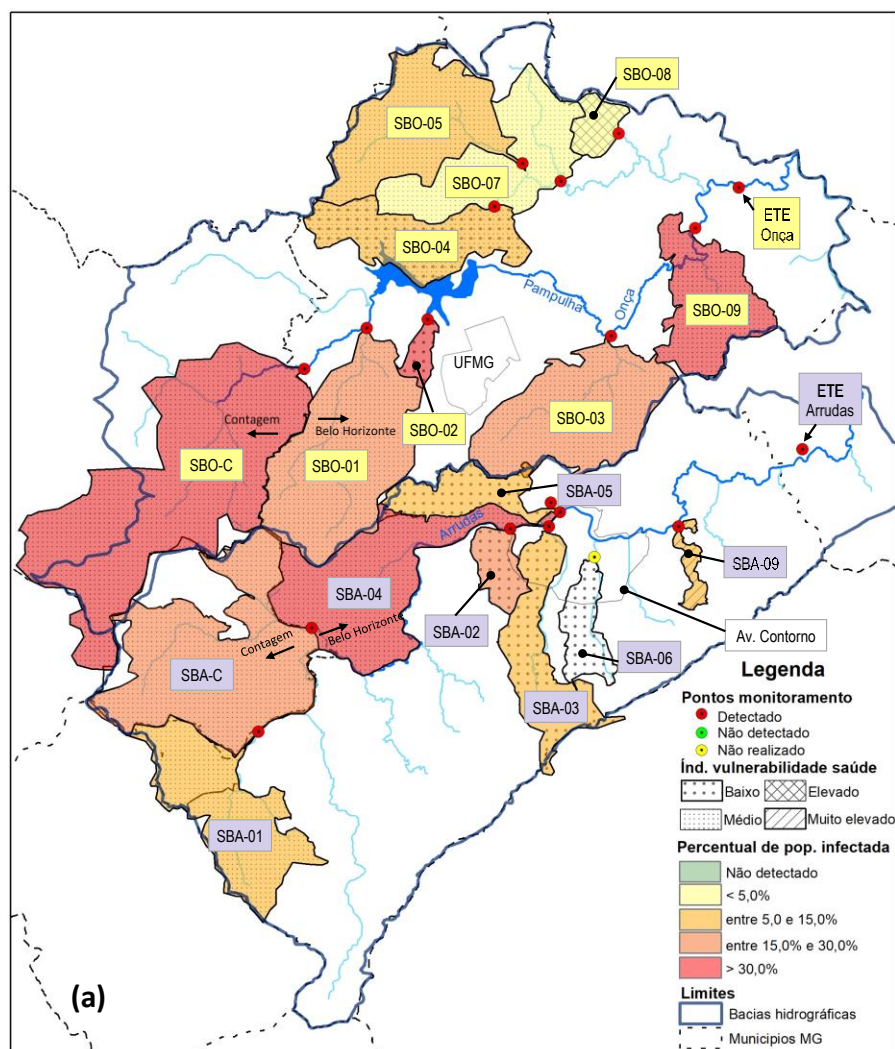 SBO-08
SBO-05
SBO-07
ETE
Onça
SBO-04
Pampulha
Onça
SBO-09
UFMG
ETE
Arrudas
Contagem
Belo Horizonte
SBO-02
SBO-03
SBO-C
SBO-01
SBA-05
Arrudas
SBA-09
SBA-04
Contagem
Belo Horizonte
SBA-02
Av. Contorno
SBA-C
SBA-06
SBA-03
SBA-01
(a)
Legenda
Pontos monitoramento
Detectado
Não detectado
Não realizado
Índ. vulnerabilidade saúde
Baixo
Elevado
Médio
Muito elevado
Percentual de pop. infectada
Não detectado
< 5,0%
entre 5,0 e 15,0%
entre 15,0% e 30,0%
> 30,0%
Limites
Bacias hidrográficas
Municipios MG